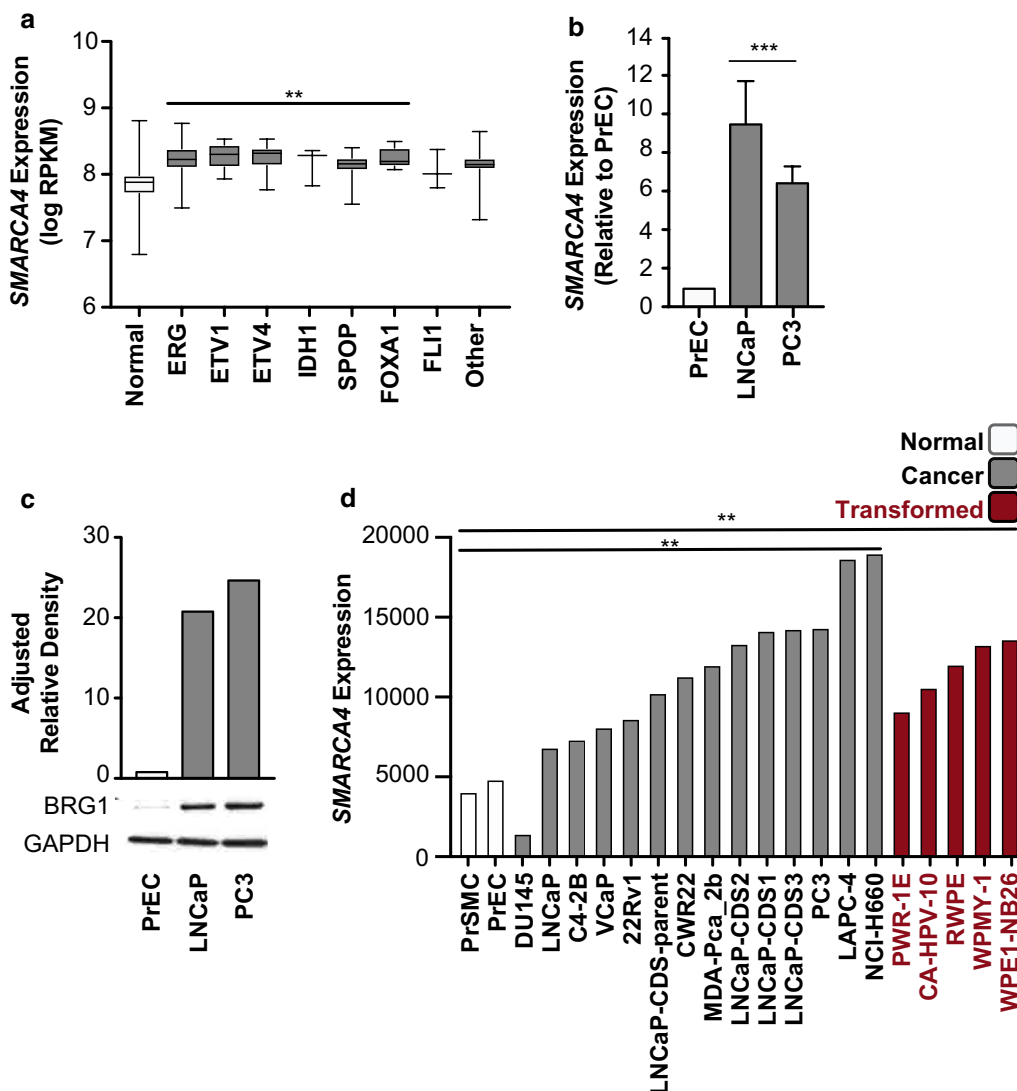 a
SMARCA4 Expression
(log RPKM)
10
9
8
7
6
**
Normal
ERG
ETV1
ETV4
IDH1
SPOP
FOXA1
FLI1
Other
b
SMARCA4 Expression
(Relative to PrEC)
14
12
10
8
6
4
2
0
***
PrEC
LNCaP
PC3
Normal
Cancer
Transformed
c
Adjusted
Relative Density
30
20
10
0
BRG1
GAPDH
PrEC
LNCaP
PC3
d
SMARCA4 Expression
20000
15000
10000
5000
0
**
**
PrSMC
PrEC
DU145
LNCaP
C4-2B
VCaP
22Rv1
LNCaP-CDS-parent
CWR22
MDA-Pca_2b
LNCaP-CDS2
LNCaP-CDS1
LNCaP-CDS3
PC3
LAPC-4
NCI-H660
PWR-1E
CA-HPV-10
RWPE
WPMY-1
WPE1-NB26